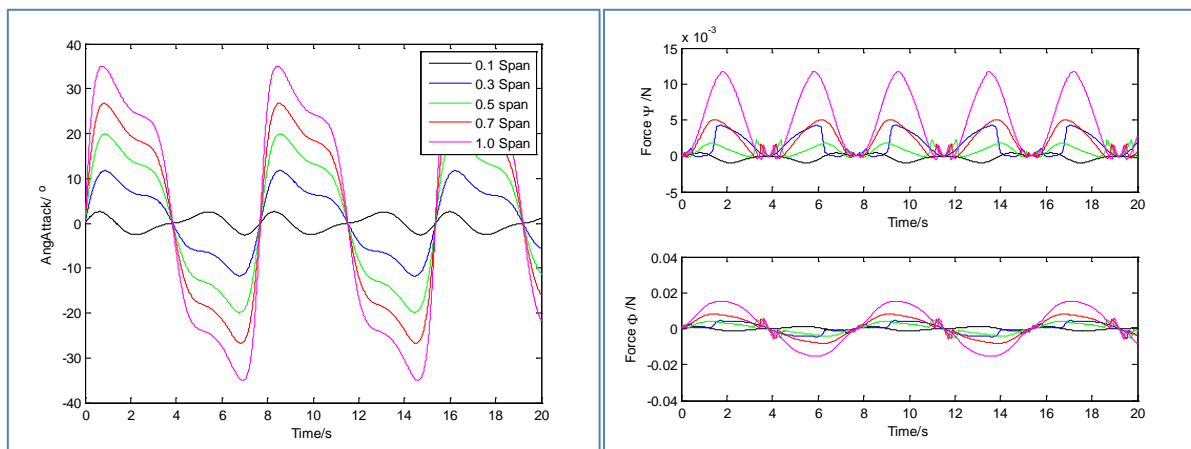 40
30
20
10
0
-10
-20
-30
-40
AngAttack/ °
0 2 4 6 8 10 12 14 16 18 20
Time/s
0.1 Span
0.3 Span
0.5 span
0.7 Span
1.0 Span
x 10⁻³
15
10
5
0
-5
Force Ψ /N
0 2 4 6 8 10 12 14 16 18 20
Time/s
0.04
0.02
0
-0.02
-0.04
Force Φ /N
0 2 4 6 8 10 12 14 16 18 20
Time/s